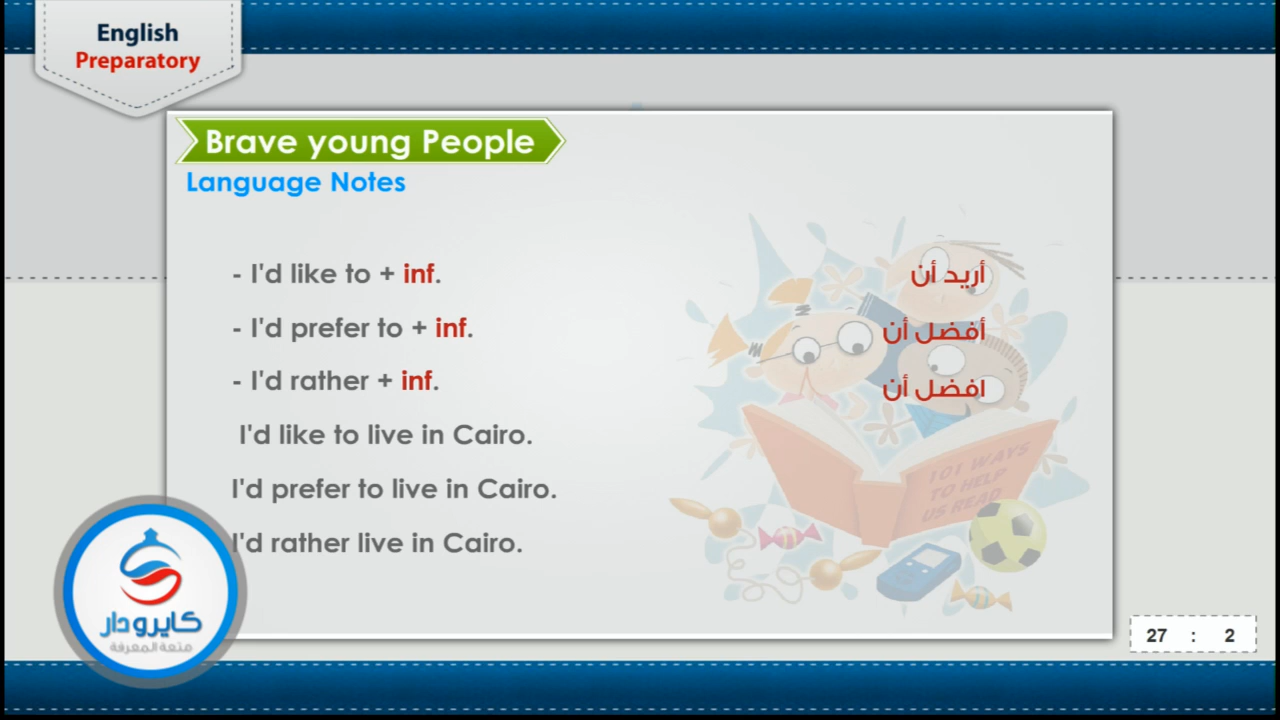 English
Preparatory
Brave young People
Language Notes
- I'd like to + inf. أريد أن
- I'd prefer to + inf. أفضل أن
- I'd rather + inf. افضل أن
I'd like to live in Cairo.
I'd prefer to live in Cairo.
I'd rather live in Cairo.
101 WAYS
TO HELP
US READ
كايرودار
متعة المعرفة
27 : 2